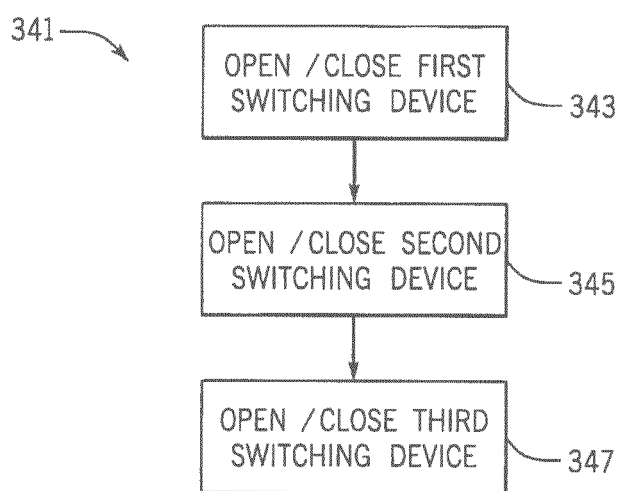 341
OPEN / CLOSE FIRST
SWITCHING DEVICE
343
OPEN / CLOSE SECOND
SWITCHING DEVICE
345
OPEN / CLOSE THIRD
SWITCHING DEVICE
347